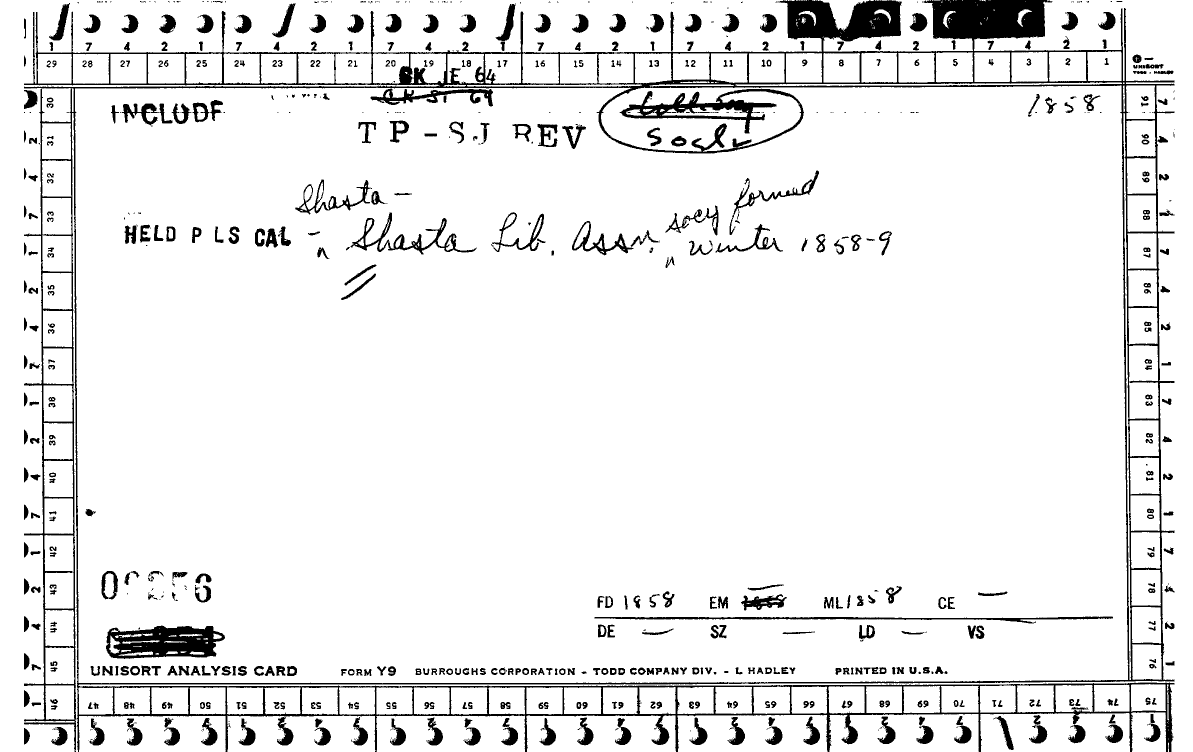 1 7 4 2 1 7 4 2 1 7 4 2 1 7 4 2 1 7 4 2 1 7 4 2 1 7 4 2 1
29 28 27 26 25 24 23 22 21 20 19 18 17 16 15 14 13 12 11 10 9 8 7 6 5 4 3 2 1
UNISORT
TODD - HADLEY
CK JE 64
INCLUDE
1858
TP-SJ REV
Socly
Shasta -
socy formed
HELD P LS CAL - Shasta Lib. Assn. Winter 1858-9
30 31 32 33 34 35 36 37 38 39 40 41 42 43 44 45 46
91 90 89 88 87 86 85 84 83 82 81 80 79 78 77 76 75
FD 1858 EM — ML 1858 CE —
DE — SZ — LD — VS
UNISORT ANALYSIS CARD FORM Y9 BURROUGHS CORPORATION - TODD COMPANY DIV. - L HADLEY PRINTED IN U.S.A.
47 48 49 50 51 52 53 54 55 56 57 58 59 60 61 62 63 64 65 66 67 68 69 70 71 72 73 74